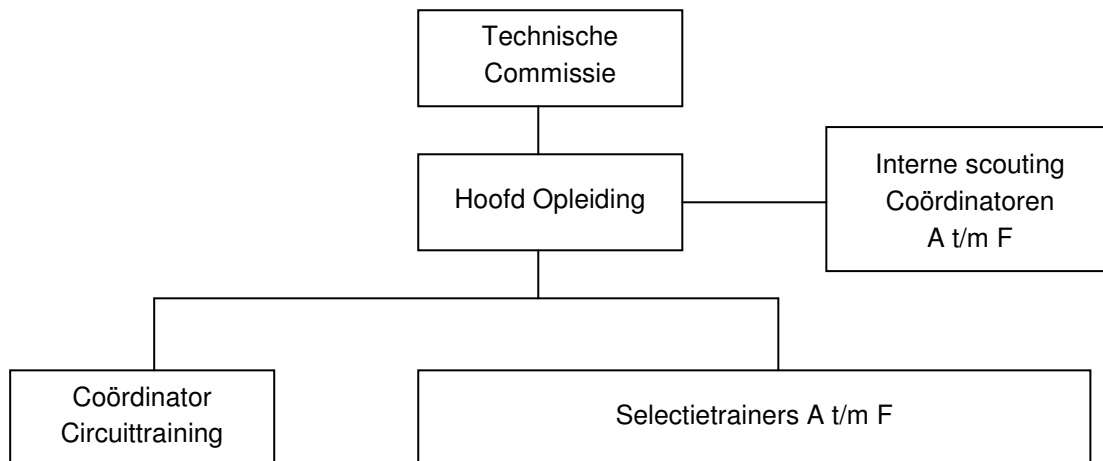 Technische
Commissie
Hoofd Opleiding
Interne scouting
Coördinatoren
A t/m F
Coördinator
Circuittraining
Selectietrainers A t/m F